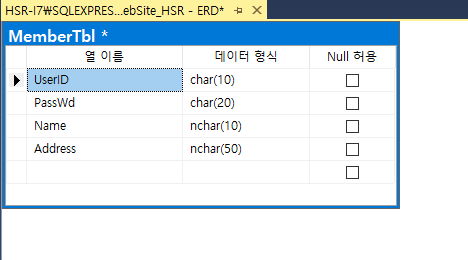 HSR-I7₩SQLEXPRES...ebSite_HSR - ERD*
MemberTbl *
열 이름 데이터 형식 Null 허용
UserID char(10)
PassWd char(20)
Name nchar(10)
Address nchar(50)